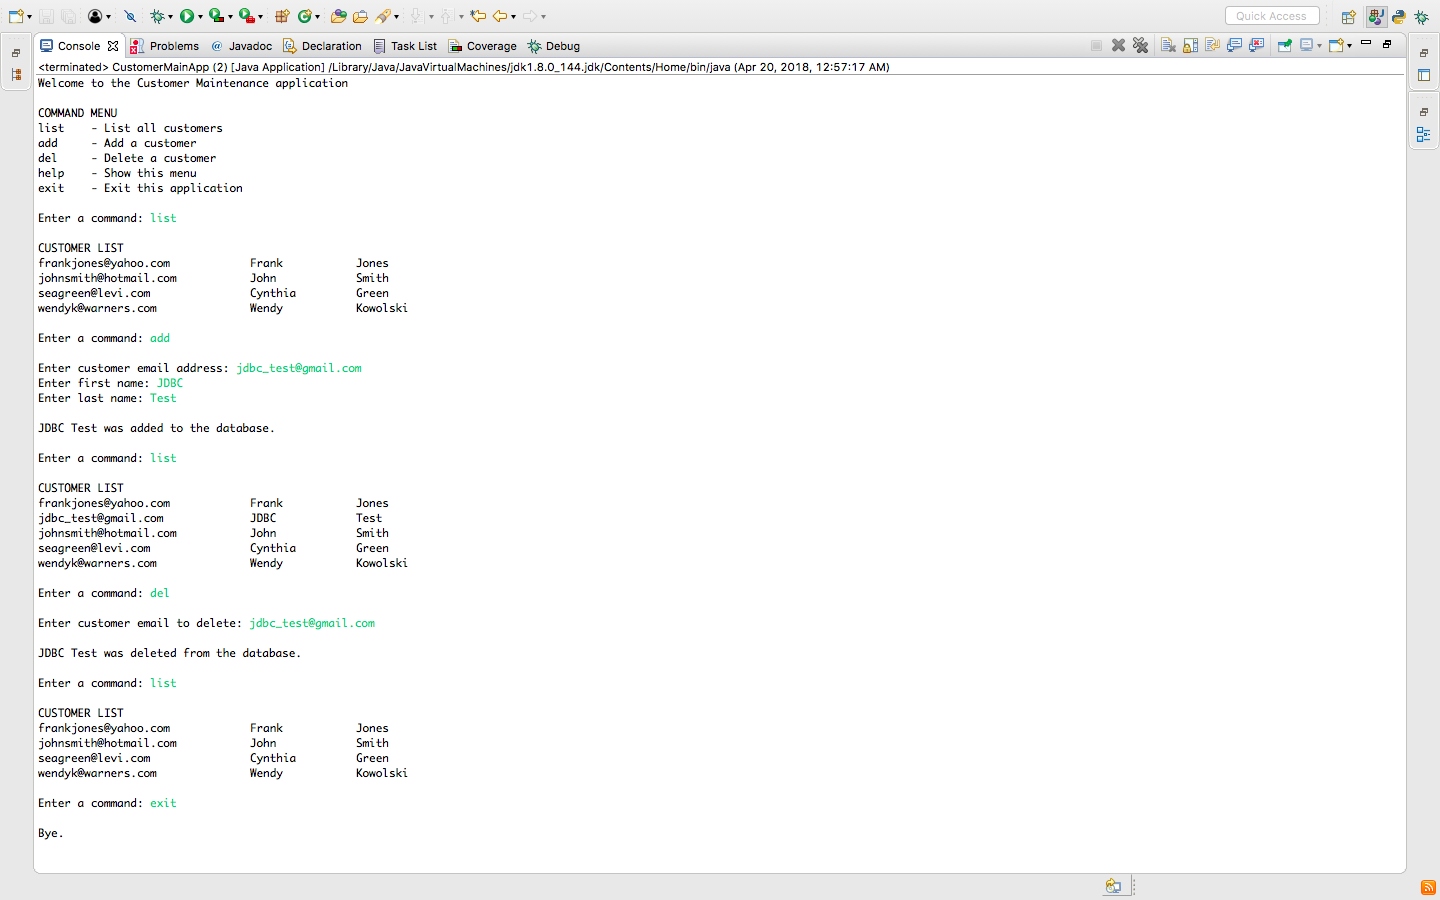 Quick Access
Console Problems @ Javadoc Declaration Task List Coverage Debug
<terminated> CustomerMainApp (2) [Java Application] /Library/Java/JavaVirtualMachines/jdk1.8.0_144.jdk/Contents/Home/bin/java (Apr 20, 2018, 12:57:17 AM)
Welcome to the Customer Maintenance application
COMMAND MENU
list - List all customers
add - Add a customer
del - Delete a customer
help - Show this menu
exit - Exit this application
Enter a command: list
CUSTOMER LIST
frankjones@yahoo.com Frank Jones
johnsmith@hotmail.com John Smith
seagreen@levi.com Cynthia Green
wendyk@warners.com Wendy Kowolski
Enter a command: add
Enter customer email address: jdbc_test@gmail.com
Enter first name: JDBC
Enter last name: Test
JDBC Test was added to the database.
Enter a command: list
CUSTOMER LIST
frankjones@yahoo.com Frank Jones
jdbc_test@gmail.com JDBC Test
johnsmith@hotmail.com John Smith
seagreen@levi.com Cynthia Green
wendyk@warners.com Wendy Kowolski
Enter a command: del
Enter customer email to delete: jdbc_test@gmail.com
JDBC Test was deleted from the database.
Enter a command: list
CUSTOMER LIST
frankjones@yahoo.com Frank Jones
johnsmith@hotmail.com John Smith
seagreen@levi.com Cynthia Green
wendyk@warners.com Wendy Kowolski
Enter a command: exit
Bye.